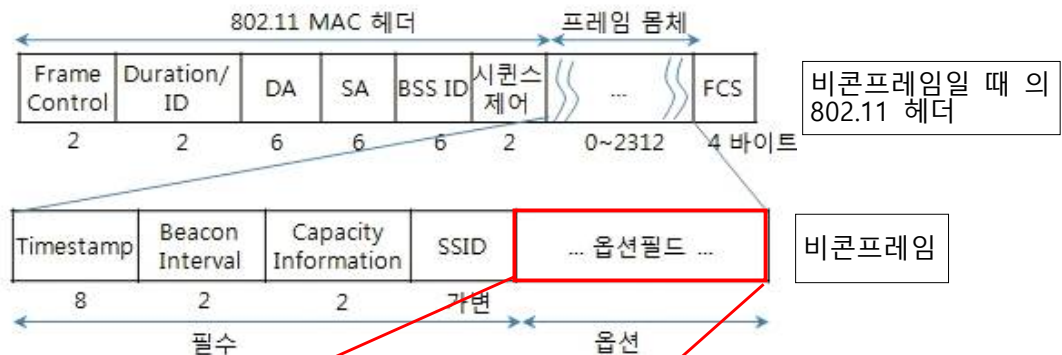 802.11 MAC 헤더 프레임 몸체
Frame Control Duration/ ID DA SA BSS ID 시퀀스 제어 ... FCS
2 2 6 6 6 2 0~2312 4 바이트
비콘프레임일 때 의
802.11 헤더
Timestamp Beacon Interval Capacity Information SSID ... 옵션필드 ...
8 2 2 가변
필수 옵션
비콘프레임